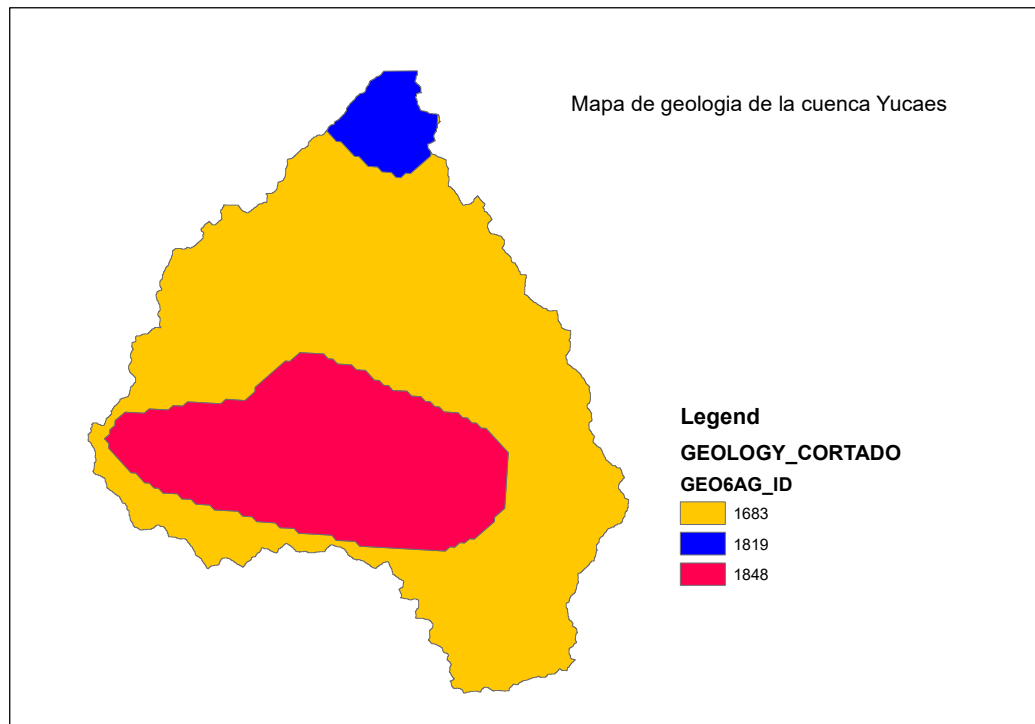 Mapa de geologia de la cuenca Yucaes
Legend
GEOLOGY_CORTADO
GEO6AG_ID
1683
1819
1848